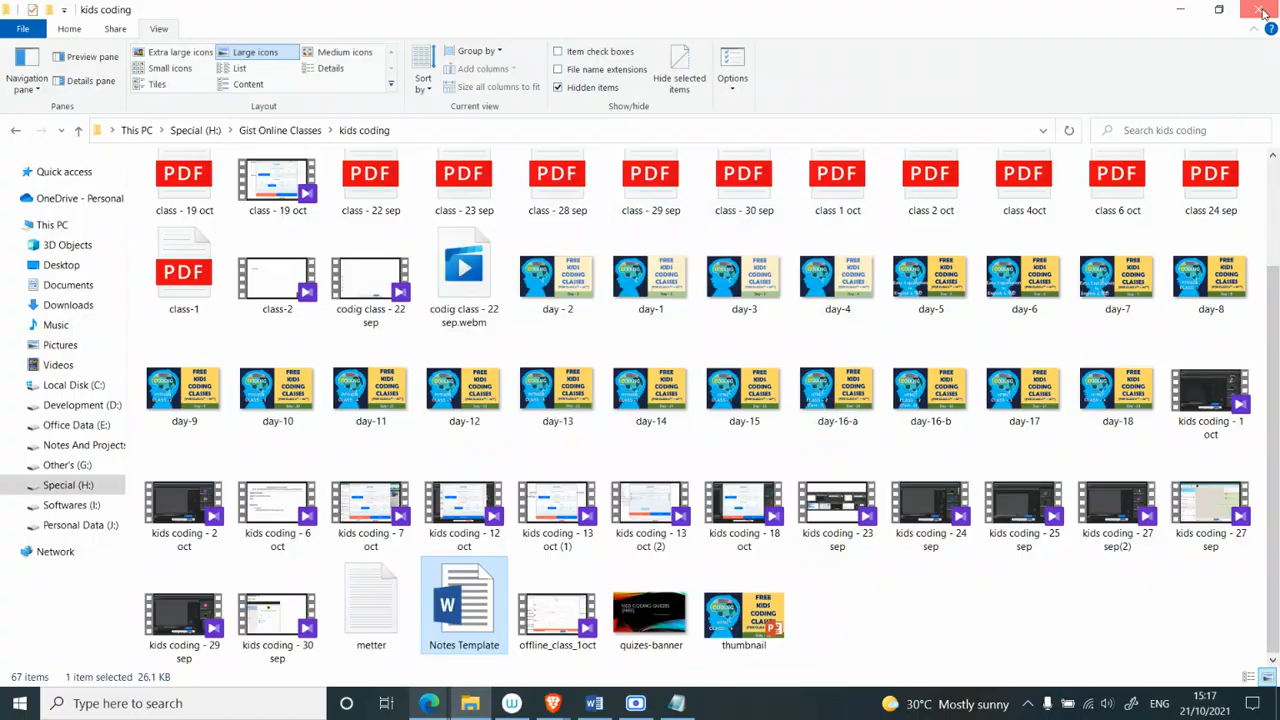 kids coding
File Home Share View
Extra large icons Large icons Medium icons
Small icons List Details
Tiles Content
Preview pane
Details pane
Navigation pane
Sort by
Group by
Add columns
Size all columns to fit
Item check boxes
File name extensions
Hidden items
Hide selected items
Options
Panes Layout Current view Show/hide
This PC Special (H:) Gist Online Classes kids coding
Search kids coding
Quick access
OneDrive - Personal
This PC
3D Objects
Desktop
Documents
Downloads
Music
Pictures
Videos
Local Disk (C:)
Development (D:)
Office Data (E:)
Notes And Projects
Other's (G:)
Special (H:)
Softwares (I:)
Personal Data (J:)
Network
PDF PDF PDF PDF PDF PDF PDF PDF PDF PDF PDF
class - 19 oct class - 19 oct class - 22 sep class - 23 sep class - 28 sep class - 29 sep class - 30 sep class 1 oct class 2 oct class 4oct class 6 oct class 24 sep
PDF
class-1 class-2 codig class - 22 sep codig class - 22 sep.webm day - 2 day-1 day-3 day-4 day-5 day-6 day-7 day-8
day-9 day-10 day-11 day-12 day-13 day-14 day-15 day-16-a day-16-b day-17 day-18 kids coding - 1 oct
kids coding - 2 oct kids coding - 6 oct kids coding - 7 oct kids coding - 12 oct kids coding - 13 oct (1) kids coding - 13 oct (2) kids coding - 18 oct kids coding - 23 sep kids coding - 24 sep kids coding - 25 sep kids coding - 27 sep(2) kids coding - 27 sep
kids coding - 29 sep kids coding - 30 sep metter Notes Template offline_class_1oct quizes-banner thumbnail
67 items 1 item selected 26.1 KB
Type here to search
30°C Mostly sunny
ENG
15:17
21/10/2021